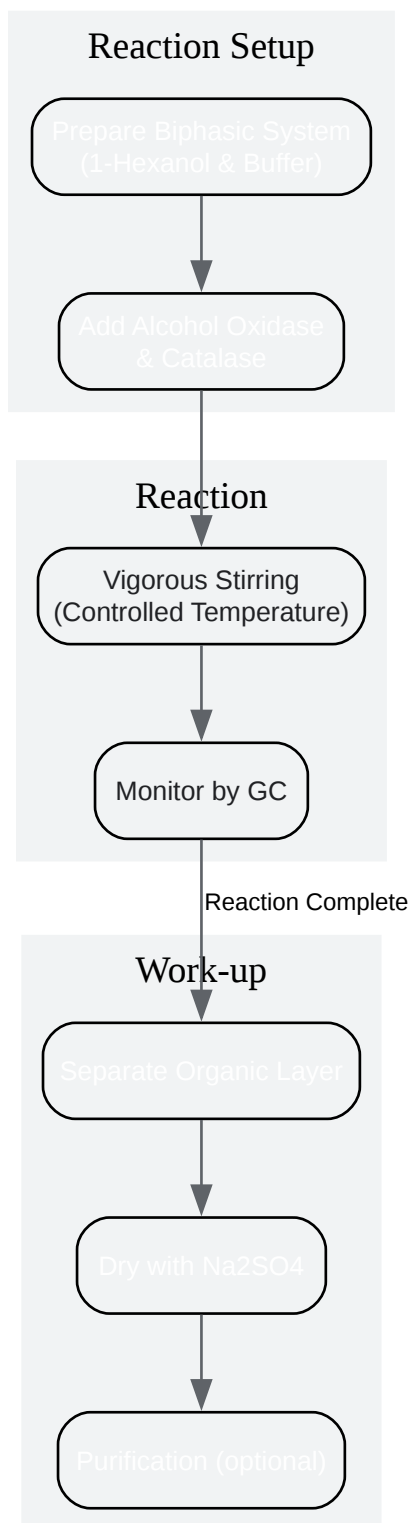 Reaction Setup
Prepare Biphasic System
(1-Hexanol & Buffer)
Add Alcohol Oxidase
& Catalase
Reaction
Vigorous Stirring
(Controlled Temperature)
Monitor by GC
Reaction Complete
Work-up
Separate Organic Layer
Dry with Na2SO4
Purification (optional)